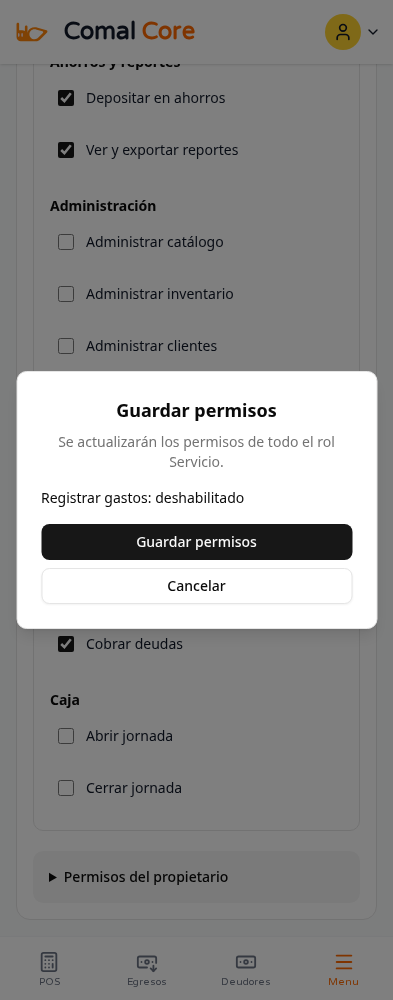 Comal Core
Ahorros y reportes
Depositar en ahorros
Ver y exportar reportes
Administración
Administrar catálogo
Administrar inventario
Administrar clientes
Guardar permisos
Se actualizarán los permisos de todo el rol
Servicio.
Registrar gastos: deshabilitado
Guardar permisos
Cancelar
Cobrar deudas
Caja
Abrir jornada
Cerrar jornada
Permisos del propietario
POS
Egresos
Deudores
Menu